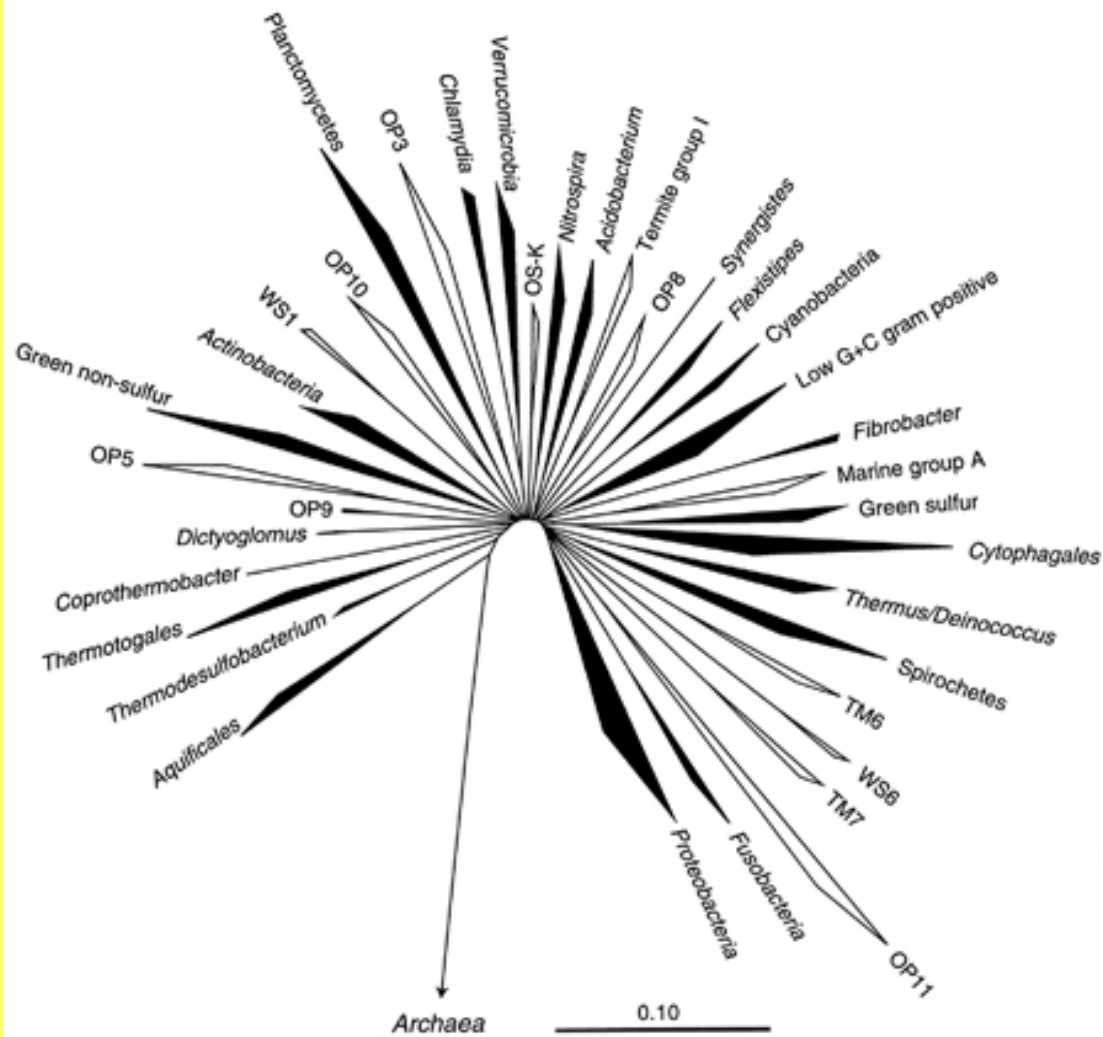 Planctomycetes
OP3
Chlamydia
Verrucomicrobia
OS-K
Nitrospira
Acidobacterium
Termite group I
OP8
Synergistes
Flexistipes
Cyanobacteria
Low G+C gram positive
Fibrobacter
Marine group A
Green sulfur
Cytophagales
Thermus/Deinococcus
Spirochetes
TM6
WS6
TM7
OP11
Fusobacteria
Proteobacteria
Archaea
0.10
Aquificales
Thermodesulfobacterium
Thermotogales
Coprothermobacter
Dictyoglomus
OP9
OP5
Green non-sulfur
Actinobacteria
WS1
OP10